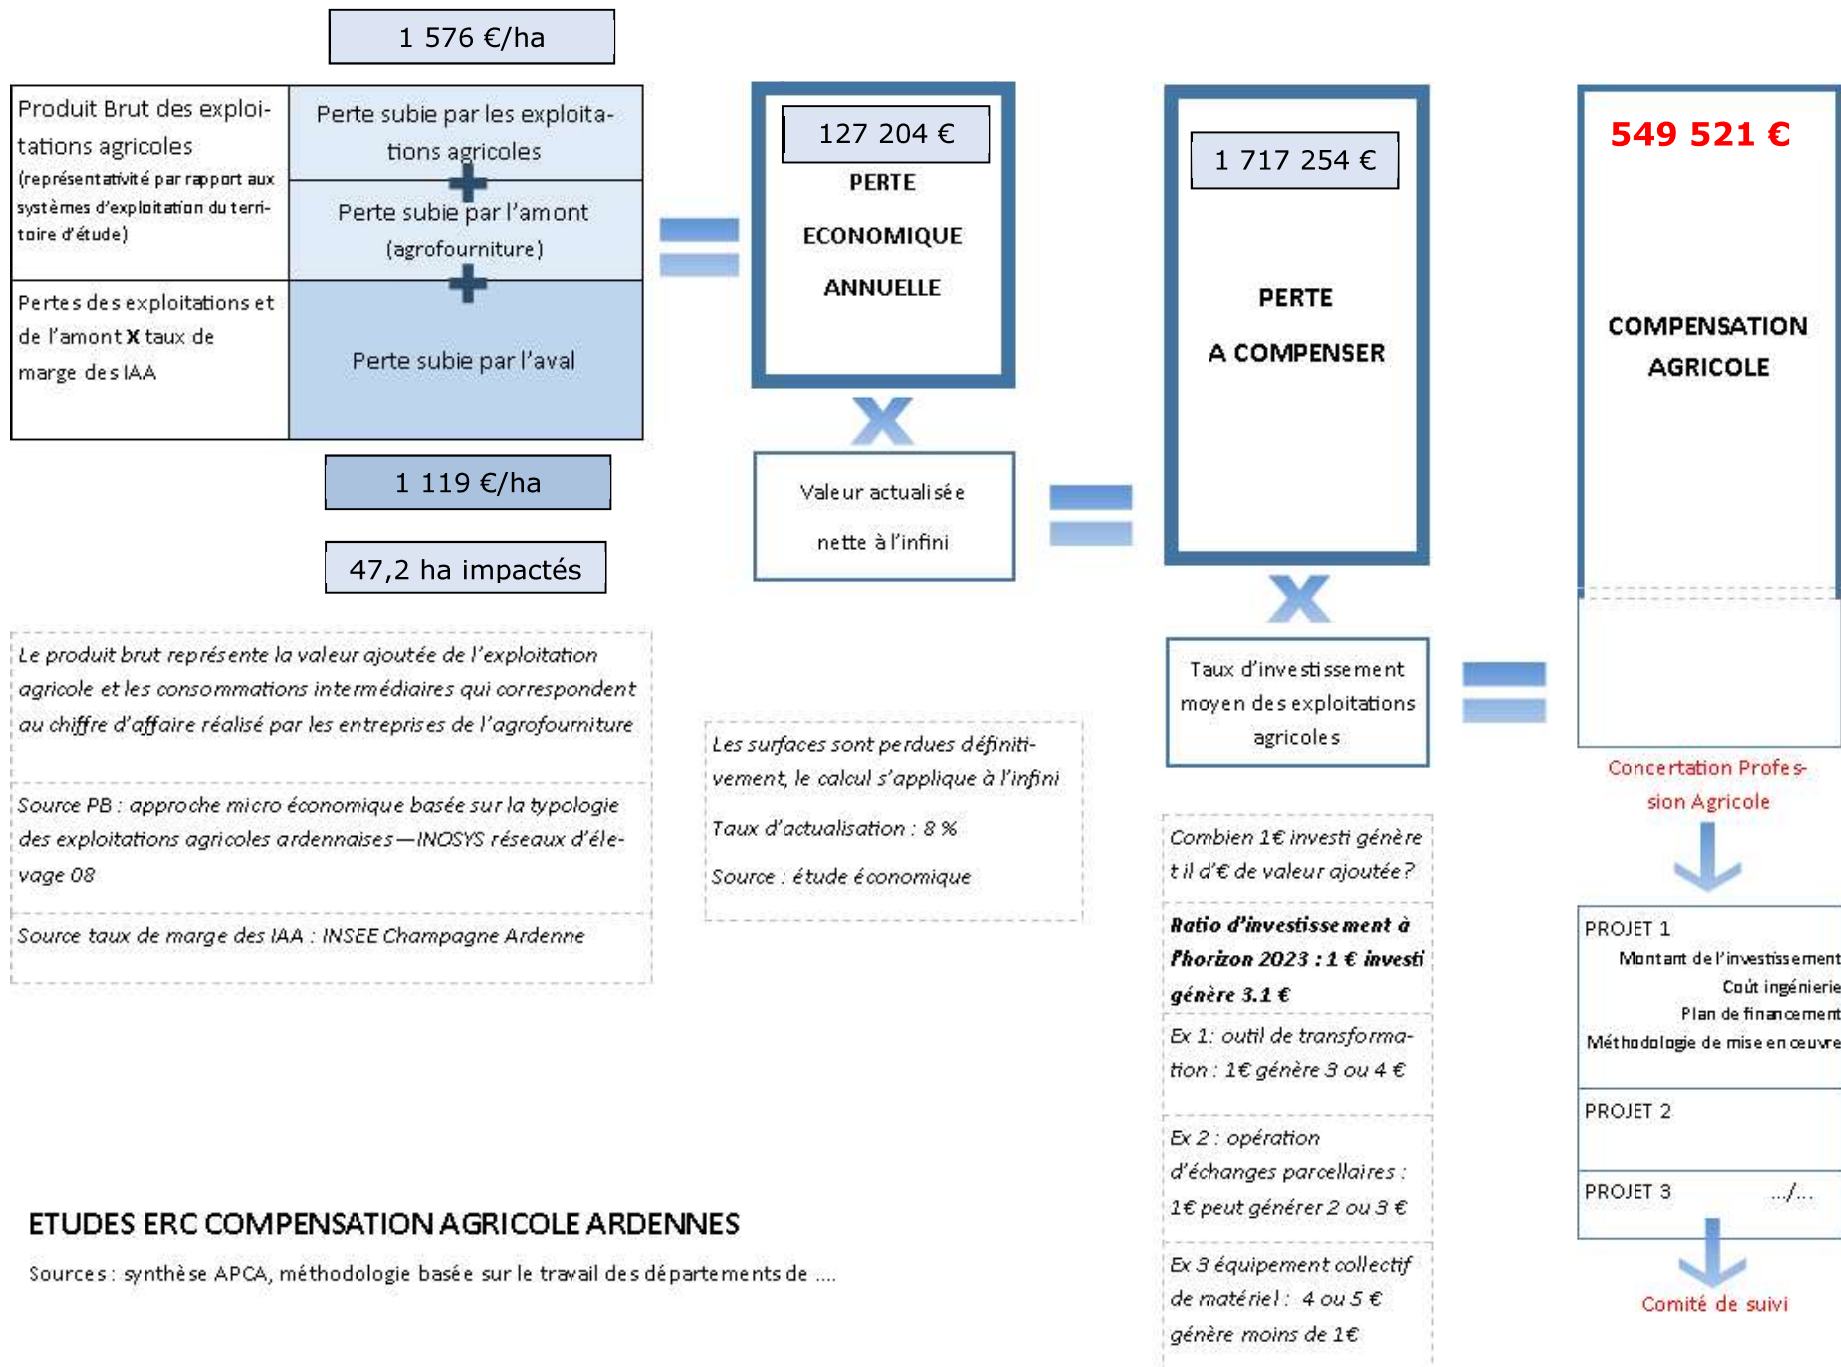 1 576 €/ha
Produit Brut des exploi-
tations agricoles
(représentativité par rapport aux
systèmes d'exploitation du terri-
toire d'étude)
Perte subie par les exploita-
tions agricoles
Perte subie par l'amont
(agrofourniture)
Pertes des exploitations et
de l'amont X taux de
marge des IAA
Perte subie par l'aval
1 119 €/ha
47,2 ha impactés
127 204 €
PERTE
ECONOMIQUE
ANNUELLE
X
Valeur actualisée
nette à l'infini
1 717 254 €
PERTE
A COMPENSER
X
Taux d'investissement
moyen des exploitations
agricoles
549 521 €
COMPENSATION
AGRICOLE
Concertation Profes-
sion Agricole
PROJET 1
Montant de l'investissement
Coût ingénierie
Plan de financement
Méthodologie de mise en œuvre
PROJET 2
PROJET 3 .../...
Comité de suivi
Le produit brut représente la valeur ajoutée de l'exploitation
agricole et les consommations intermédiaires qui correspondent
au chiffre d'affaire réalisé par les entreprises de l'agrofourniture
Source PB : approche micro économique basée sur la typologie
des exploitations agricoles ardennaises—INOSYS réseaux d'éle-
vage 08
Source taux de marge des IAA : INSEE Champagne Ardenne
Les surfaces sont perdues définiti-
vement, le calcul s'applique à l'infini
Taux d'actualisation : 8 %
Source : étude économique
Combien 1€ investi génère
t il d'€ de valeur ajoutée ?
Ratio d'investissement à
l'horizon 2023 : 1 € investi
génère 3.1 €
Ex 1: outil de transforma-
tion : 1€ génère 3 ou 4 €
Ex 2 : opération
d'échanges parcellaires :
1€ peut générer 2 ou 3 €
Ex 3 équipement collectif
de matériel : 4 ou 5 €
génère moins de 1€
ETUDES ERC COMPENSATION AGRICOLE ARDENNES
Sources : synthèse APCA, méthodologie basée sur le travail des départements de ....